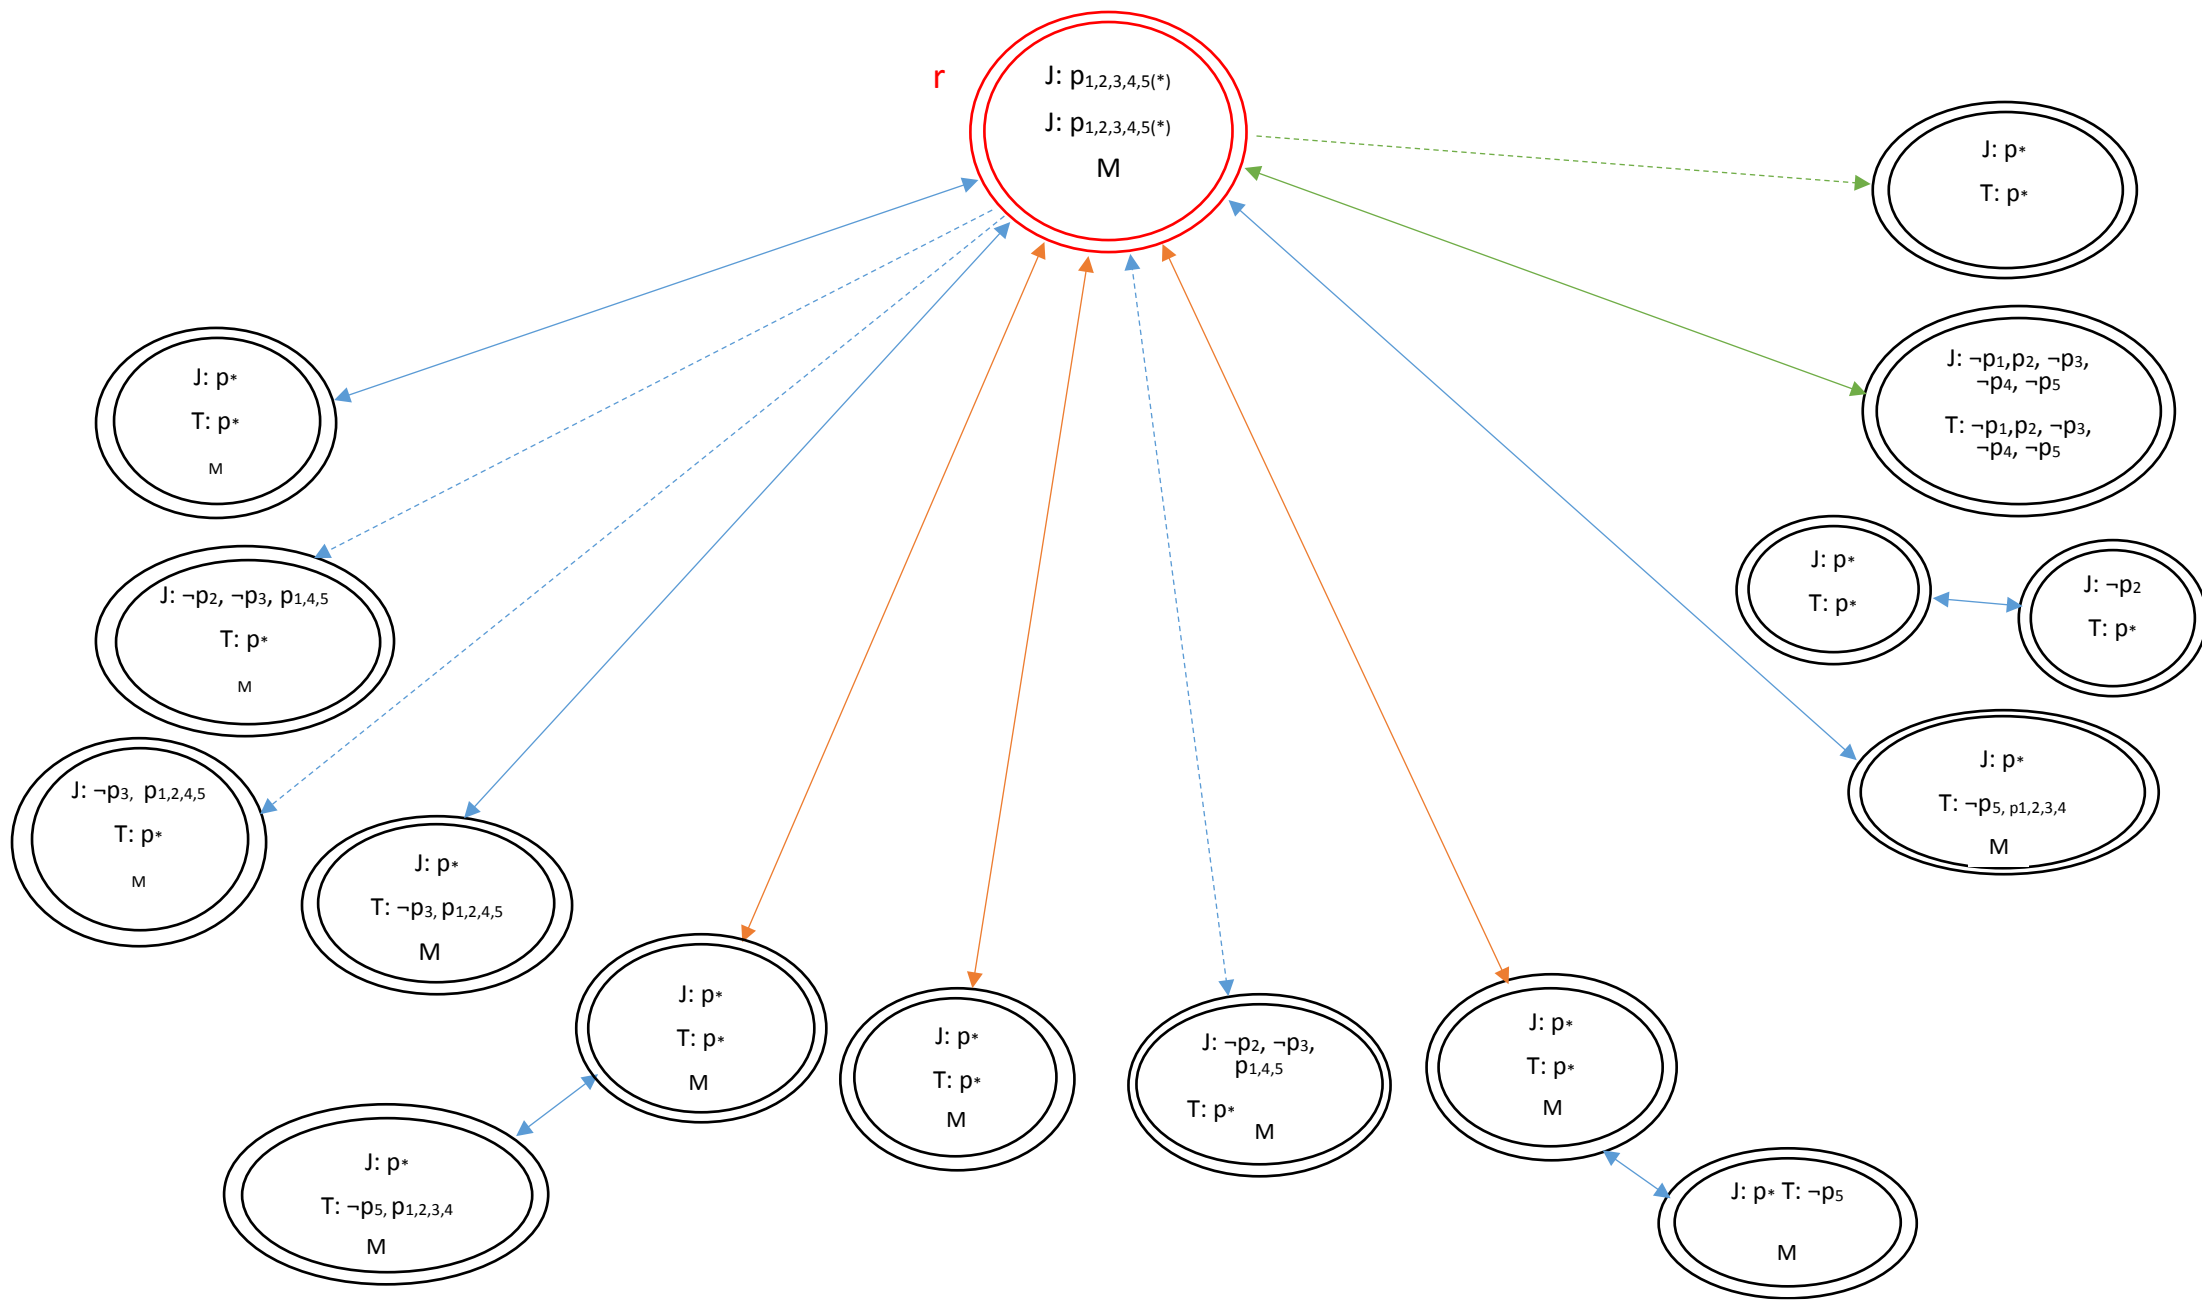 r
J: p1,2,3,4,5(*)
J: p1,2,3,4,5(*)
M
J: p*
T: p*
J: ¬p1,p2, ¬p3,
¬p4, ¬p5
T: ¬p1,p2, ¬p3,
¬p4, ¬p5
J: p*
T: p*
M
J: p*
T: p*
J: ¬p2
T: p*
J: ¬p2, ¬p3, p1,4,5
T: p*
M
J: p*
T: ¬p5, p1,2,3,4
M
J: ¬p3, p1,2,4,5
T: p*
M
J: p*
T: ¬p3, p1,2,4,5
M
J: p*
T: p*
M
J: p*
T: p*
M
J: ¬p2, ¬p3,
p1,4,5
T: p*
M
J: p*
T: p*
M
J: p*
T: ¬p5, p1,2,3,4
M
J: p* T: ¬p5
M